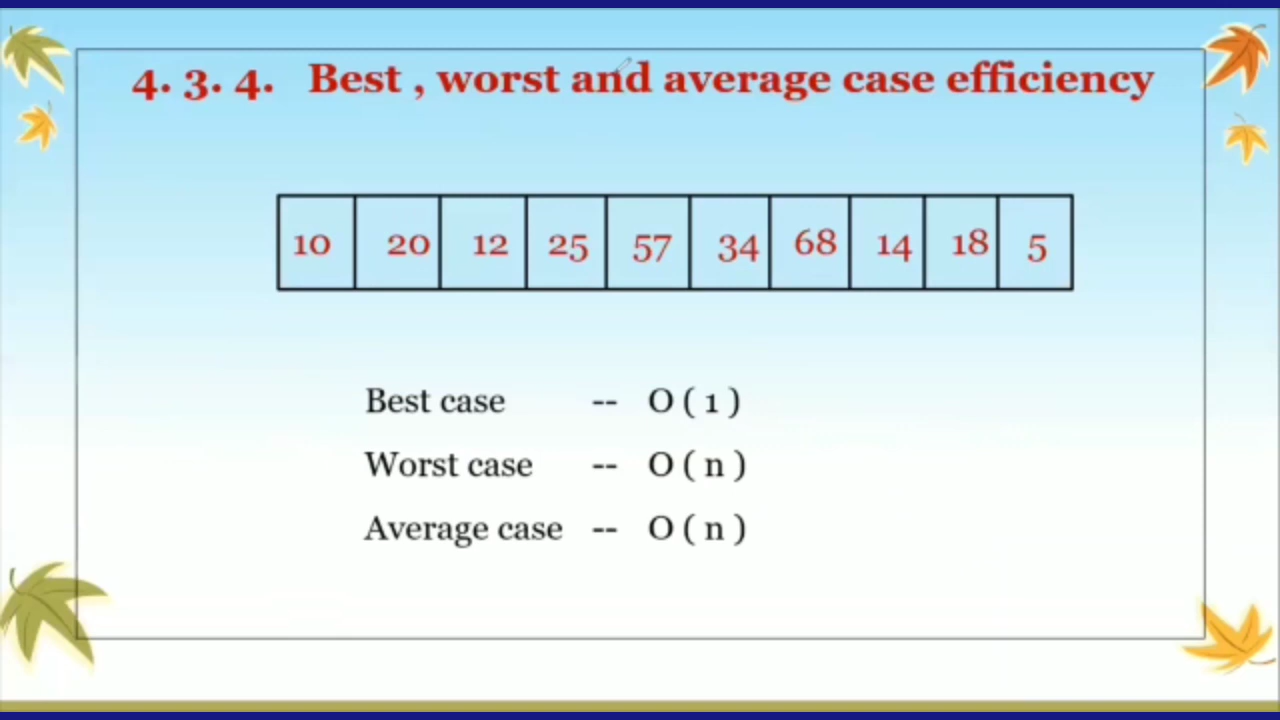 4. 3. 4. Best , worst and average case efficiency
10 20 12 25 57 34 68 14 18 5
Best case -- O ( 1 )
Worst case -- O ( n )
Average case -- O ( n )